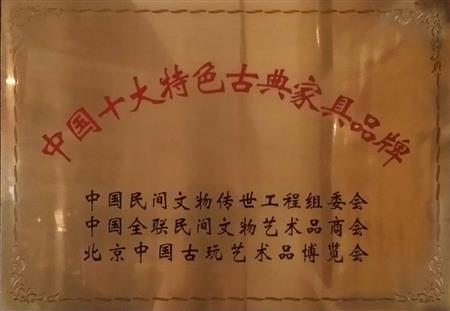 中国十大特色古典家具品牌
中国民间文物传世工程组委会
中国全联民间文物艺术品商会
北京中国古玩艺术品博览会